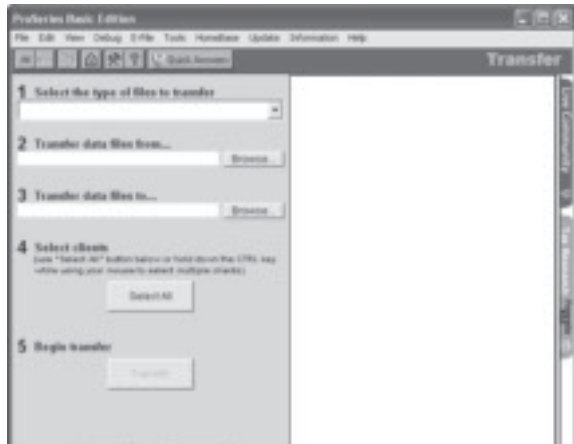 ProSeries Basic Edition
File Edit View Debug E-File Tools HomeBase Update Information Help
Quick Answers
Transfer
1 Select the type of files to transfer
2 Transfer data files from...
Browse...
3 Transfer data files to...
Browse...
4 Select clients
(use "Select All" button below or hold down the CTRL key
while using your mouse to select multiple clients)
Select All
5 Begin transfer
Transfer
Live Community
Tax Research